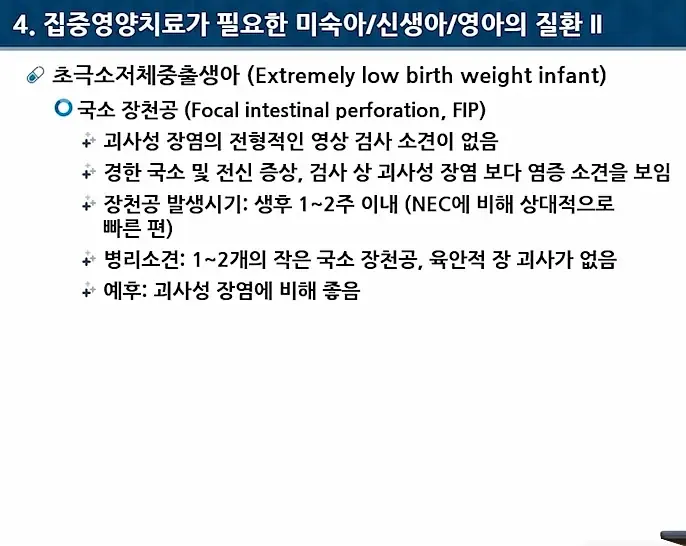 4. 집중영양치료가 필요한 미숙아/신생아/영아의 질환 II
초극소저체중출생아 (Extremely low birth weight infant)
국소 장천공 (Focal intestinal perforation, FIP)
괴사성 장염의 전형적인 영상 검사 소견이 없음
경한 국소 및 전신 증상, 검사 상 괴사성 장염 보다 염증 소견을 보임
장천공 발생시기: 생후 1~2주 이내 (NEC에 비해 상대적으로
빠른 편)
병리소견: 1~2개의 작은 국소 장천공, 육안적 장 괴사가 없음
예후: 괴사성 장염에 비해 좋음